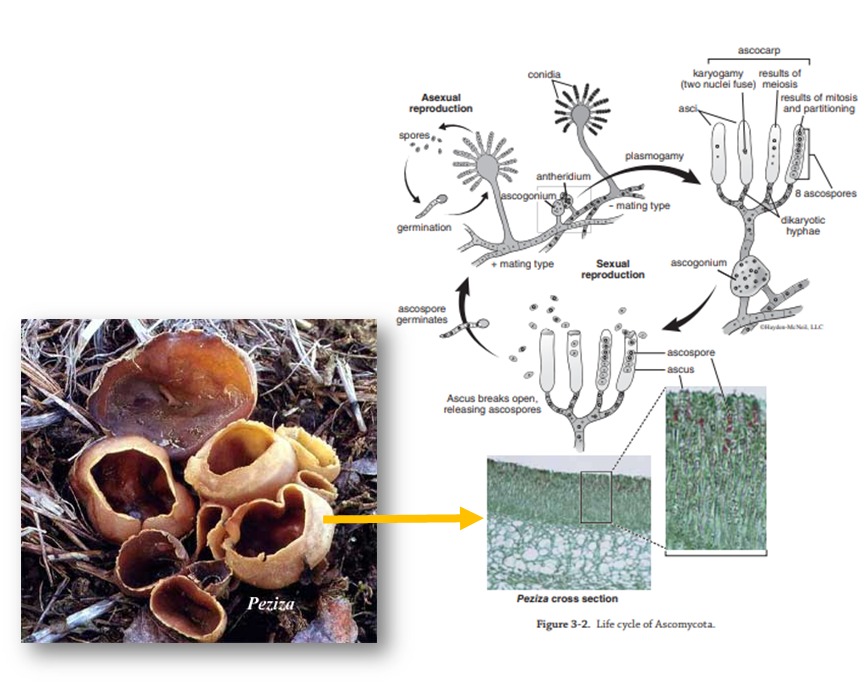 ascocarp
karyogamy
(two nuclei fuse)
results of
meiosis
results of mitosis
and partitioning
asci
8 ascospores
dikaryotic
hyphae
ascogonium
©Hayden-McNeil, LLC
conidia
Asexual
reproduction
spores
germination
plasmogamy
antheridium
ascogonium
- mating type
+ mating type
Sexual
reproduction
ascospore
germinates
Ascus breaks open,
releasing ascospores
ascospore
ascus
Peziza
Peziza cross section
Figure 3-2. Life cycle of Ascomycota.